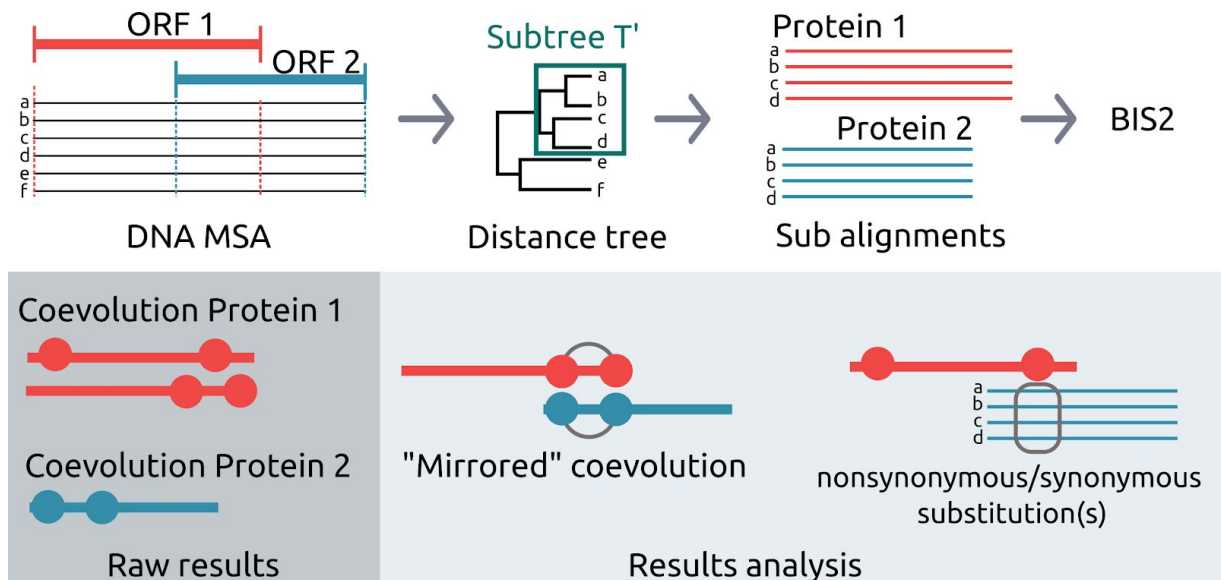 ORF 1
ORF 2
a
b
c
d
e
f
DNA MSA
Subtree T'
a
b
c
d
e
f
Distance tree
Protein 1
a
b
c
d
Protein 2
a
b
c
d
Sub alignments
BIS2
Coevolution Protein 1
Coevolution Protein 2
Raw results
"Mirrored" coevolution
a
b
c
d
nonsynonymous/synonymous
substitution(s)
Results analysis